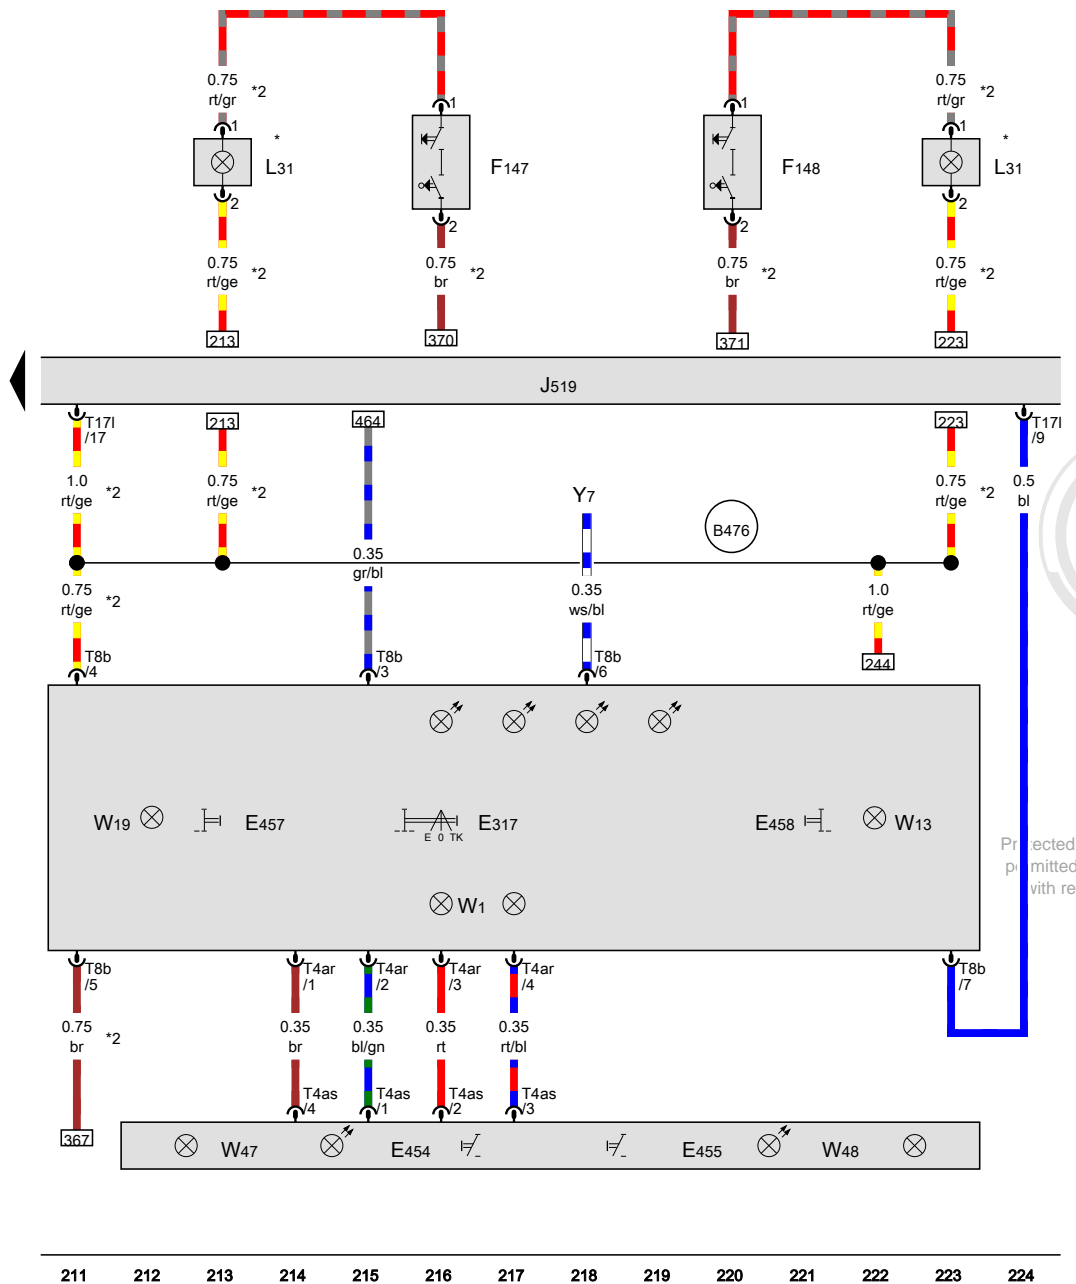 0.75
rt/gr *2
0.75
rt/gr *2
1
1
1
1
*
L31
F147
F148
*
L31
2
2
2
2
0.75
rt/ge *2
0.75
br *2
0.75
br *2
0.75
rt/ge *2
213
370
371
223
J519
T17l
/17
213
464
223
T17l
/9
1.0
rt/ge *2
0.75
rt/ge *2
Y7
B476
0.75
rt/ge *2
0.5
bl
0.75
rt/ge *2
0.35
gr/bl
0.35
ws/bl
1.0
rt/ge
T8b
/4
T8b
/3
T8b
/6
244
W19
E457
E317
E 0 TK
E458
W13
W1
Protected
permitted
with re
T8b
/5
T4ar
/1
T4ar
/2
T4ar
/3
T4ar
/4
T8b
/7
0.75
br *2
0.35
br
0.35
bl/gn
0.35
rt
0.35
rt/bl
T4as
/4
T4as
/1
T4as
/2
T4as
/3
367
W47
E454
E455
W48
211 212 213 214 215 216 217 218 219 220 221 222 223 224